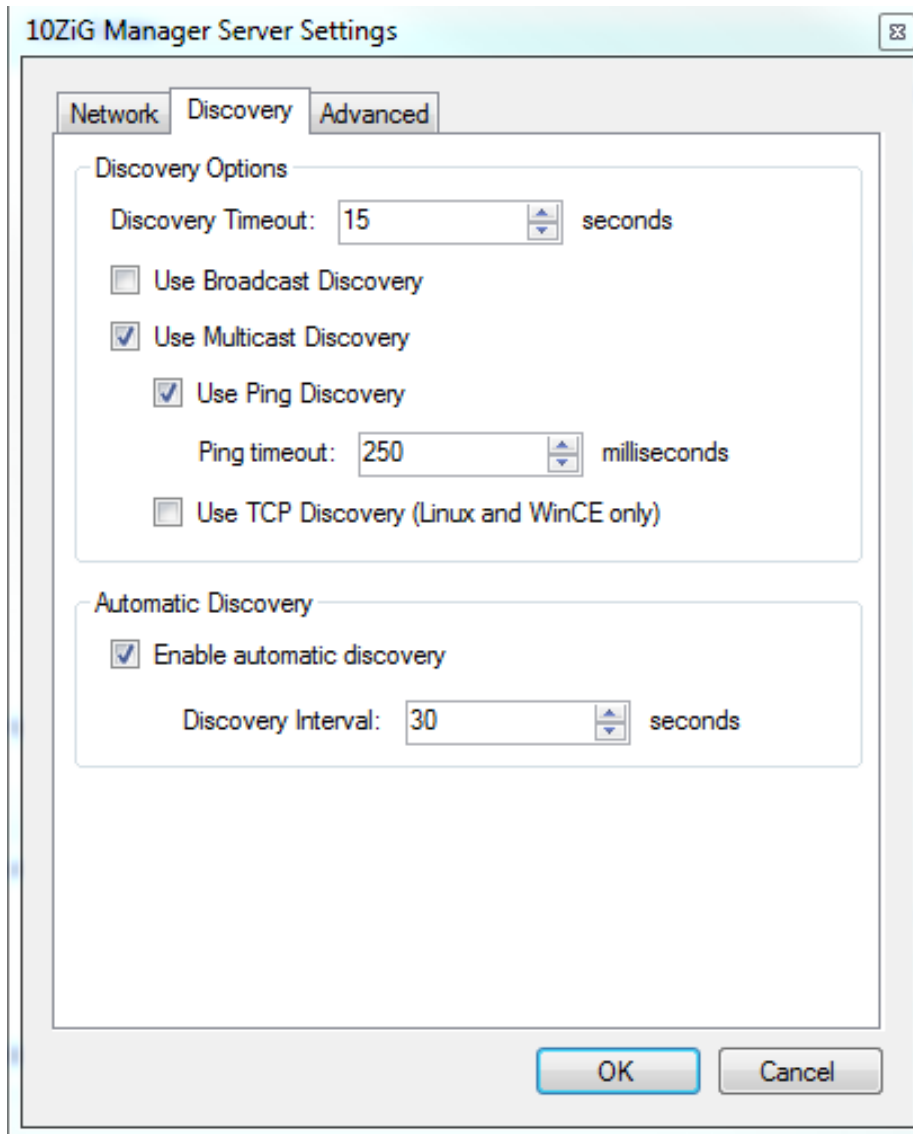 10ZiG Manager Server Settings
Network Discovery Advanced
Discovery Options
Discovery Timeout: 15 seconds
Use Broadcast Discovery
Use Multicast Discovery
Use Ping Discovery
Ping timeout: 250 milliseconds
Use TCP Discovery (Linux and WinCE only)
Automatic Discovery
Enable automatic discovery
Discovery Interval: 30 seconds
OK Cancel